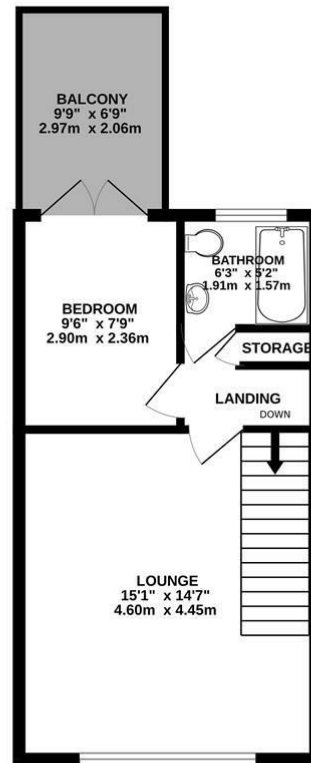 BALCONY
9'9" x 6'9"
2.97m x 2.06m
BATHROOM
6'3" x 5'2"
1.91m x 1.57m
BEDROOM
9'6" x 7'9"
2.90m x 2.36m
STORAGE
LANDING
DOWN
LOUNGE
15'1" x 14'7"
4.60m x 4.45m